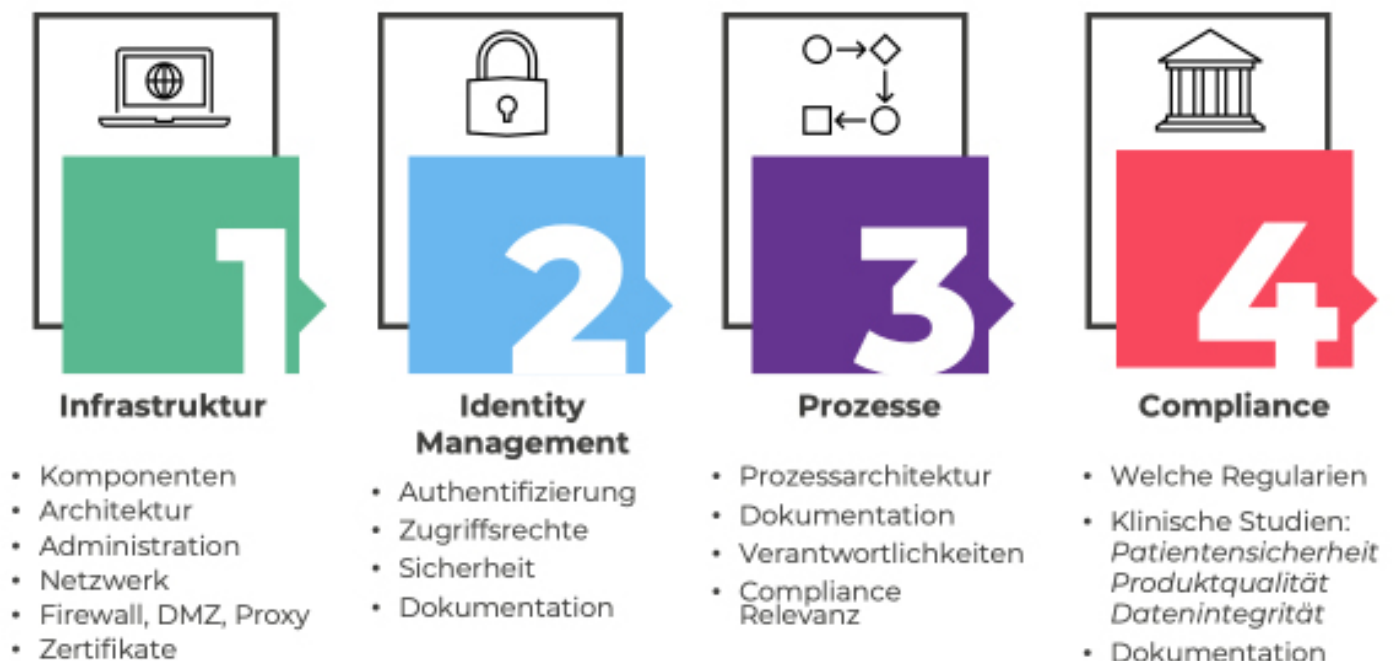 1
Infrastruktur
• Komponenten
• Architektur
• Administration
• Netzwerk
• Firewall, DMZ, Proxy
• Zertifikate
2
Identity
Management
• Authentifizierung
• Zugriffsrechte
• Sicherheit
• Dokumentation
3
Prozesse
• Prozessarchitektur
• Dokumentation
• Verantwortlichkeiten
• Compliance
Relevanz
4
Compliance
• Welche Regularien
• Klinische Studien:
Patientensicherheit
Produktqualität
Datenintegrität
• Dokumentation